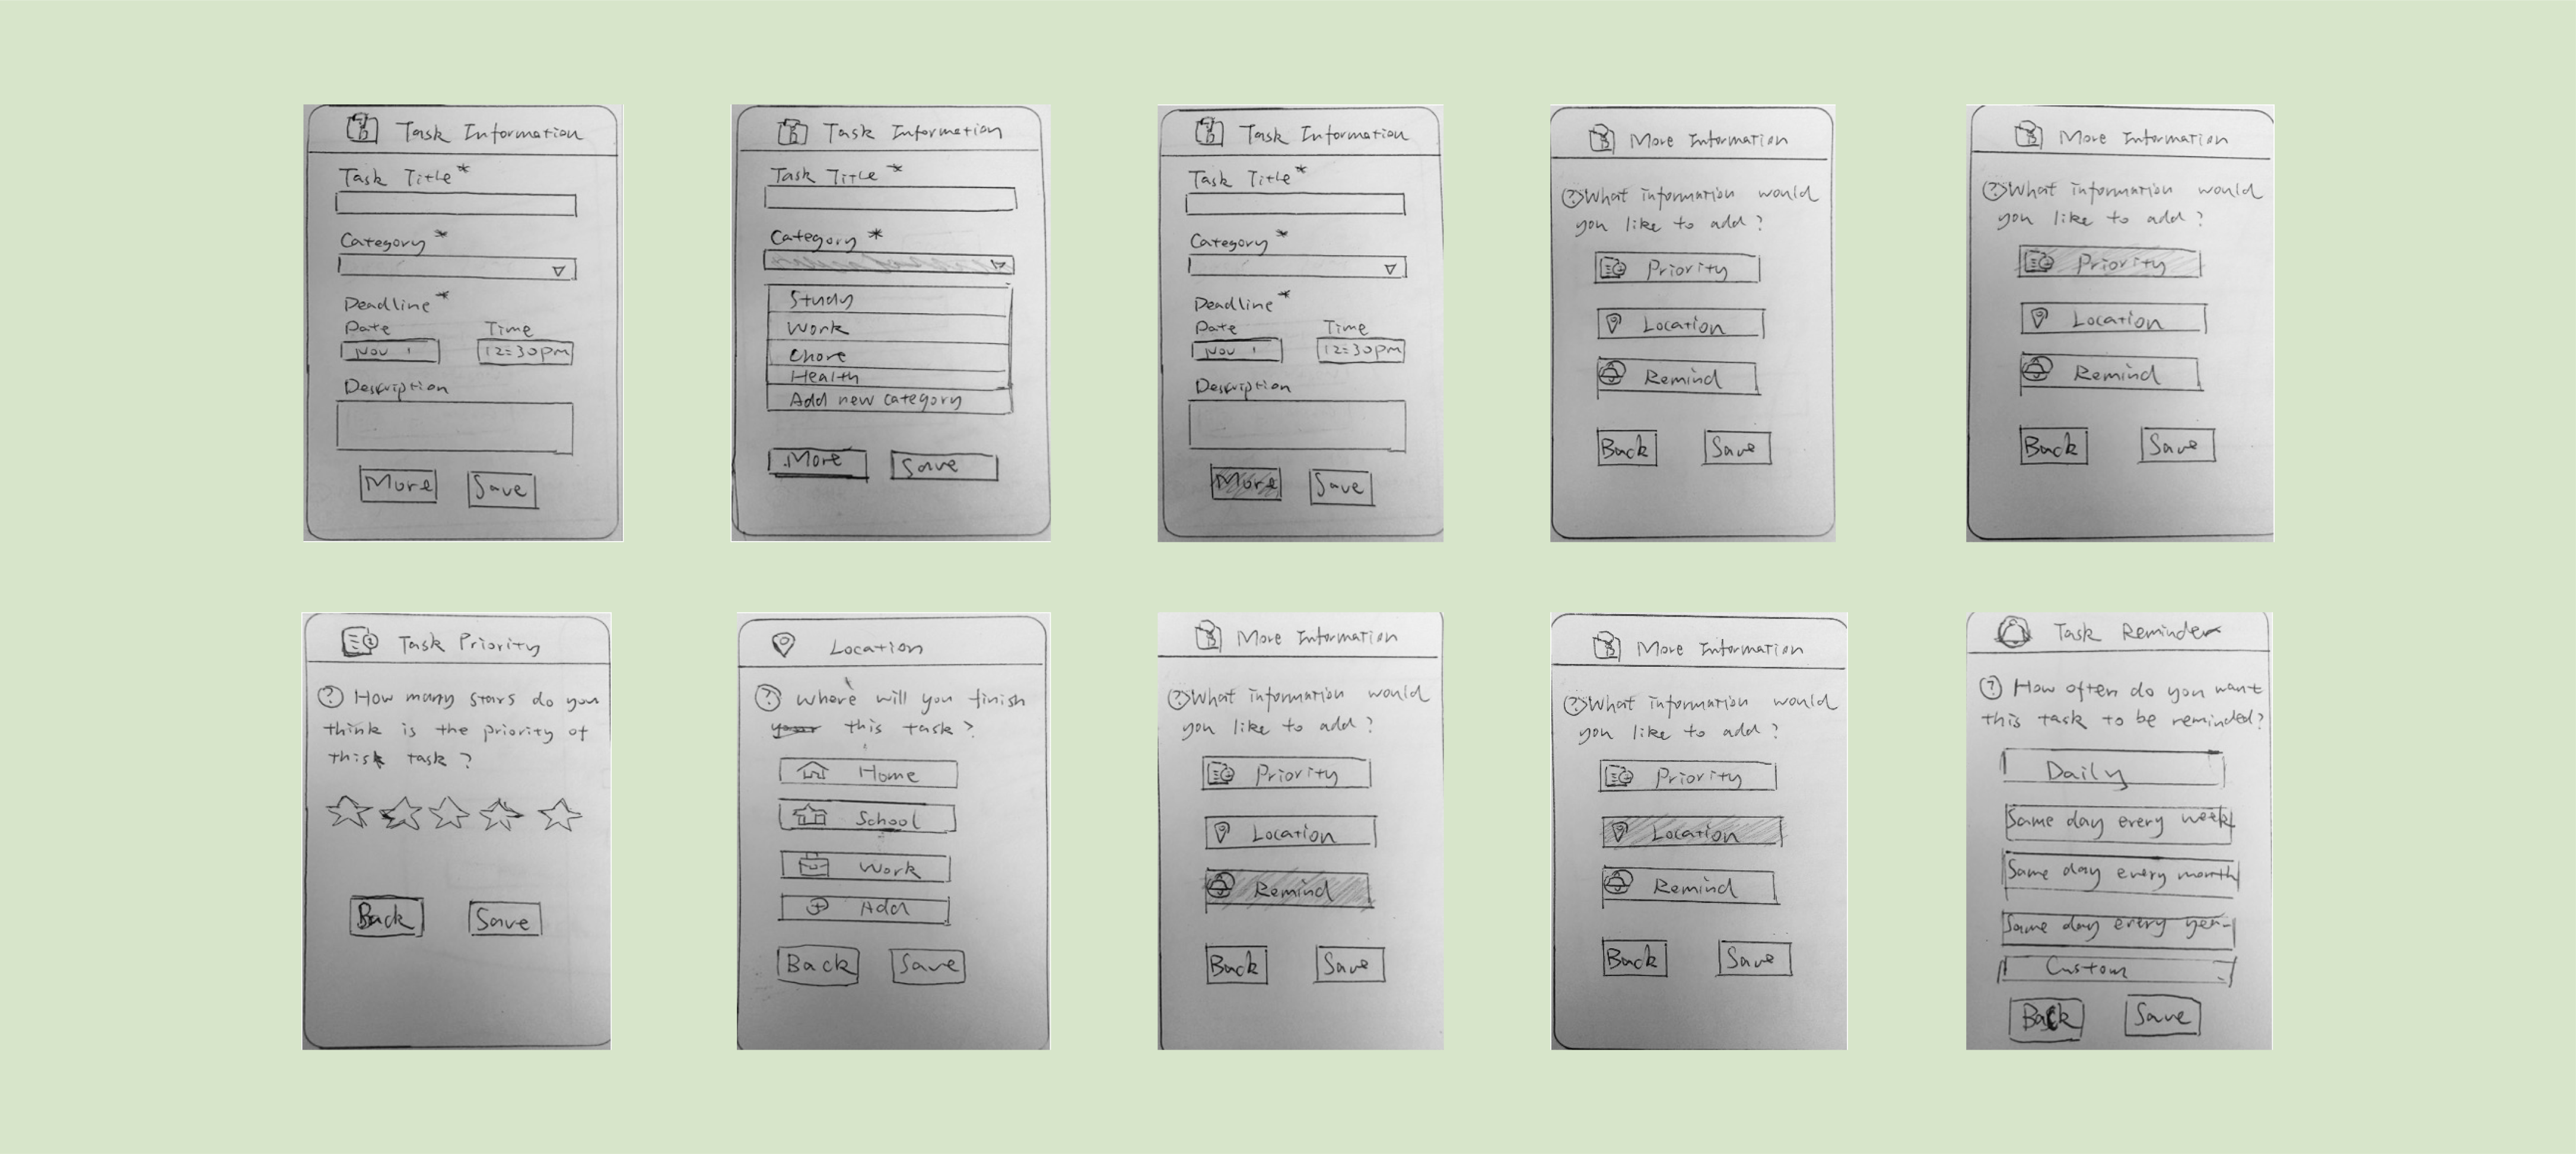 Task Information
Task Title*
Category*
Deadline*
Date Time
Nov 1 12:30pm
Description
More Save
Task Information
Task Title*
Category*
Study
Work
Chore
Health
Add new category
More Save
Task Information
Task Title*
Category*
Deadline*
Date Time
Nov 1 12:30pm
Description
More Save
More Information
? What information would
you like to add?
Priority
Location
Remind
Back Save
More Information
? What information would
you like to add?
Priority
Location
Remind
Back Save
Task Priority
? How many stars do you
think is the priority of
this task?
Back Save
Location
? Where will you finish
this task?
Home
School
Work
Add
Back Save
More Information
? What information would
you like to add?
Priority
Location
Remind
Back Save
More Information
? What information would
you like to add?
Priority
Location
Remind
Back Save
Task Reminder
? How often do you want
this task to be reminded?
Daily
Same day every week
Same day every month
Same day every year
Custom
Back Save